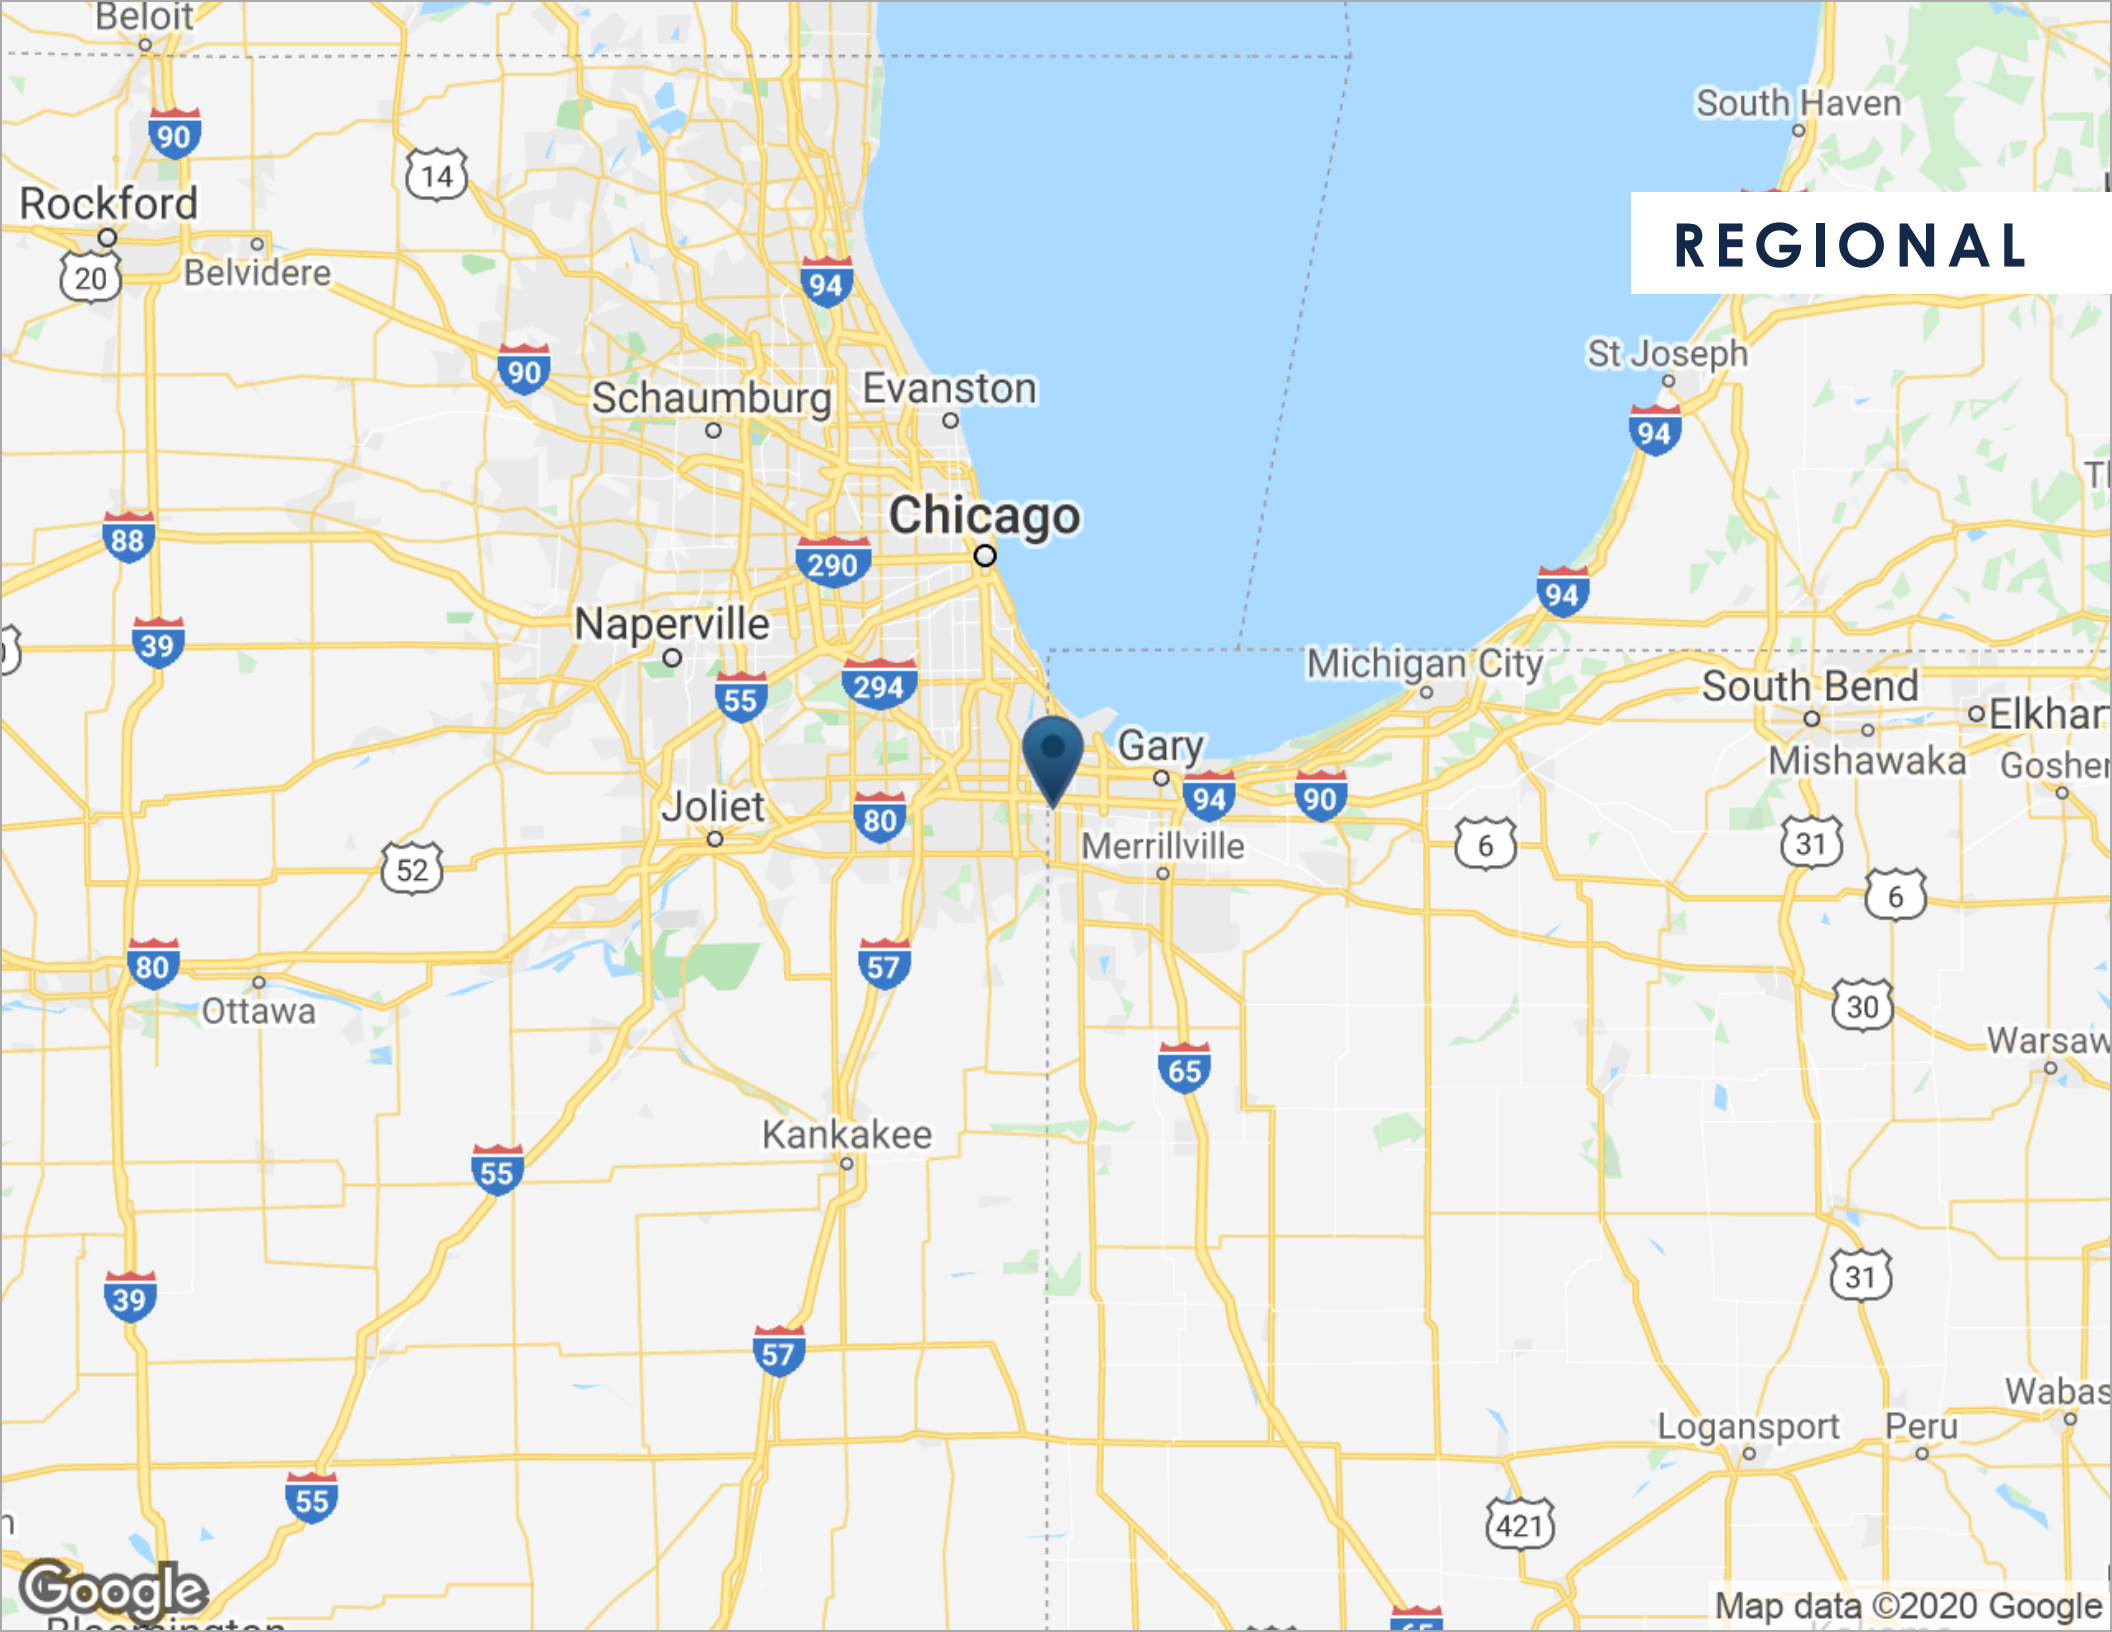 Beloit
South Haven
90
14
Rockford
REGIONAL
20
Belvidere
94
St Joseph
90
Schaumburg
Evanston
94
Chicago
88
290
94
Naperville
39
Michigan City
294
55
South Bend
Elkhar
Gary
Mishawaka
Goshen
94
90
Joliet
80
Merrillville
6
31
52
6
80
57
Ottawa
30
Warsaw
65
Kankakee
55
31
39
57
Wabas
Logansport
Peru
55
421
Google
Map data ©2020 Google
Bloomington
65